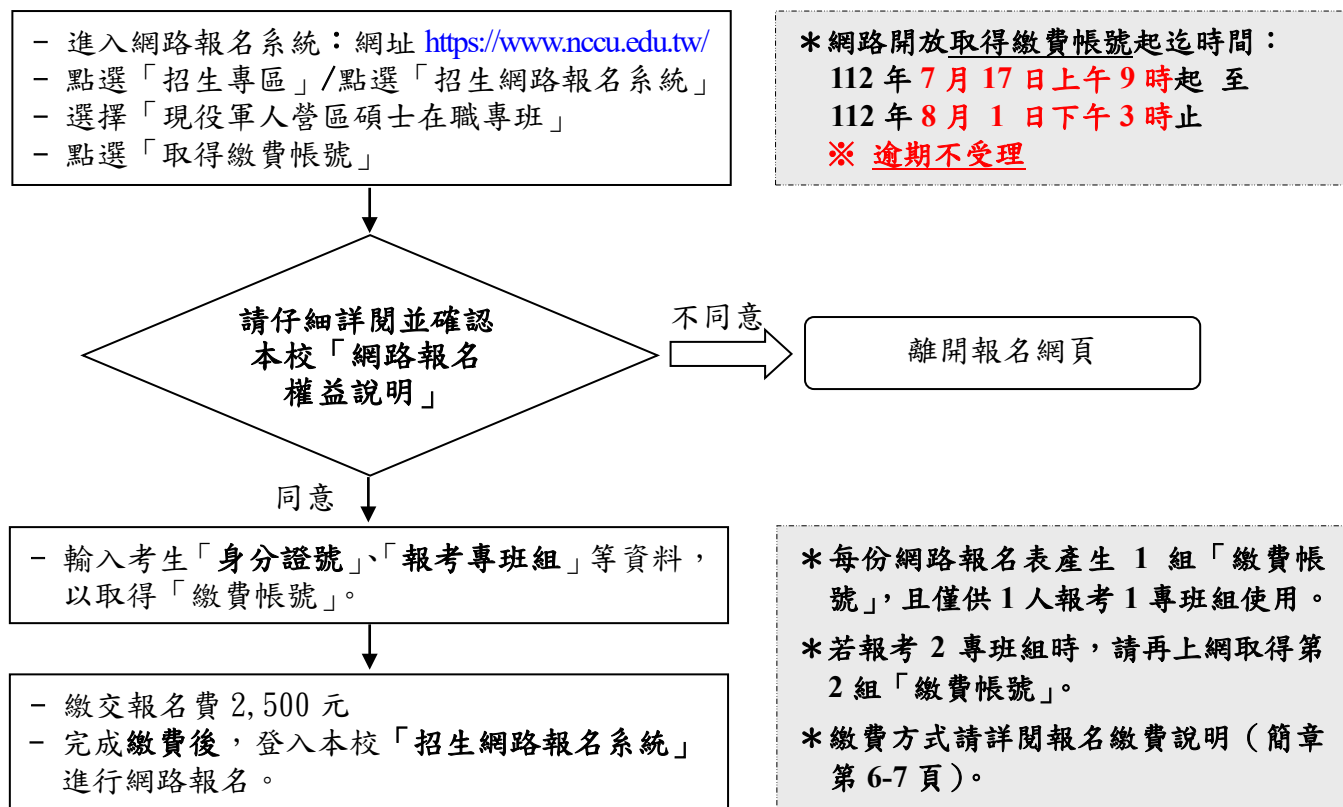 - 進入網路報名系統：網址 https://www.nccu.edu.tw/
- 點選「招生專區」/點選「招生網路報名系統」
- 選擇「現役軍人營區碩士在職專班」
- 點選「取得繳費帳號」
＊網路開放取得繳費帳號起迄時間：
112 年 7 月 17 日上午 9 時起 至
112 年 8 月 1 日下午 3 時止
※ 逾期不受理
請仔細詳閱並確認
本校「網路報名
權益說明」
不同意
離開報名網頁
同意
- 輸入考生「身分證號」、「報考專班組」等資料，
以取得「繳費帳號」。
- 繳交報名費 2,500 元
- 完成繳費後，登入本校「招生網路報名系統」
進行網路報名。
＊每份網路報名表產生 1 組「繳費帳
號」，且僅供 1 人報考 1 專班組使用。
＊若報考 2 專班組時，請再上網取得第
2 組「繳費帳號」。
＊繳費方式請詳閱報名繳費說明（簡章
第 6-7 頁）。